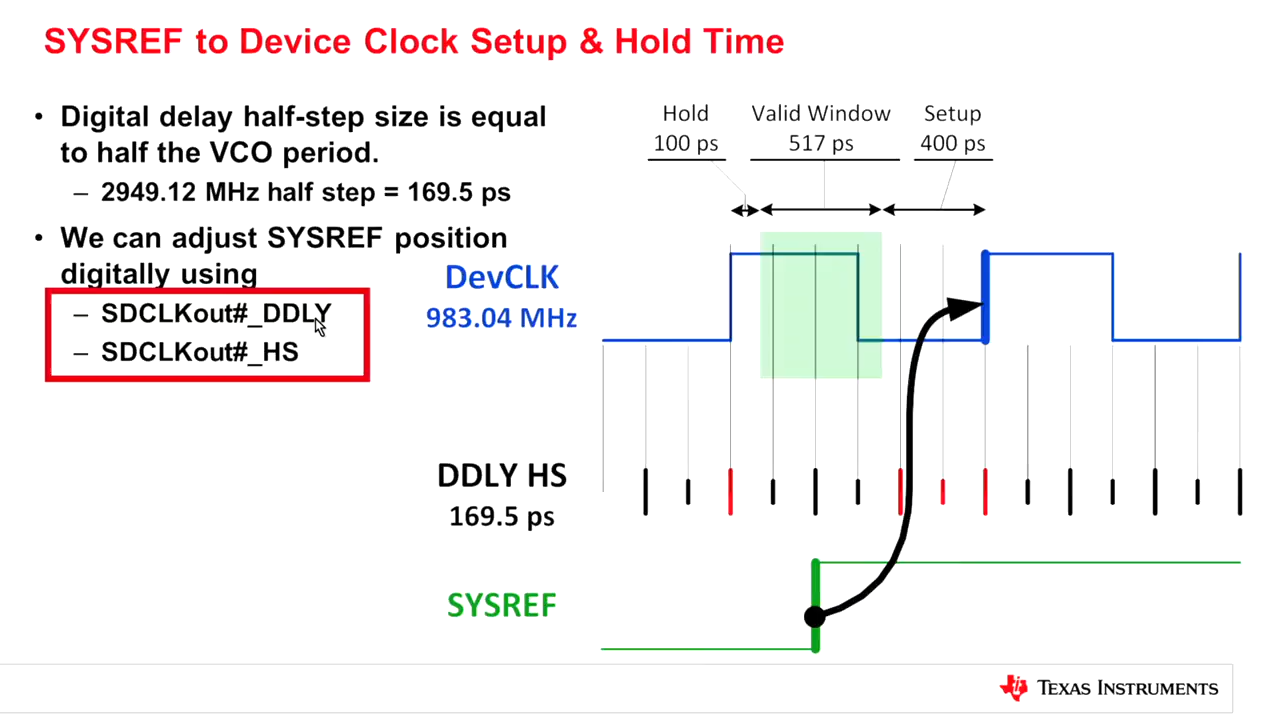 SYSREF to Device Clock Setup & Hold Time
• Digital delay half-step size is equal
to half the VCO period.
– 2949.12 MHz half step = 169.5 ps
• We can adjust SYSREF position
digitally using
– SDCLKout#_DDLY
– SDCLKout#_HS
Hold
100 ps
Valid Window
517 ps
Setup
400 ps
DevCLK
983.04 MHz
DDLY HS
169.5 ps
SYSREF
TEXAS INSTRUMENTS